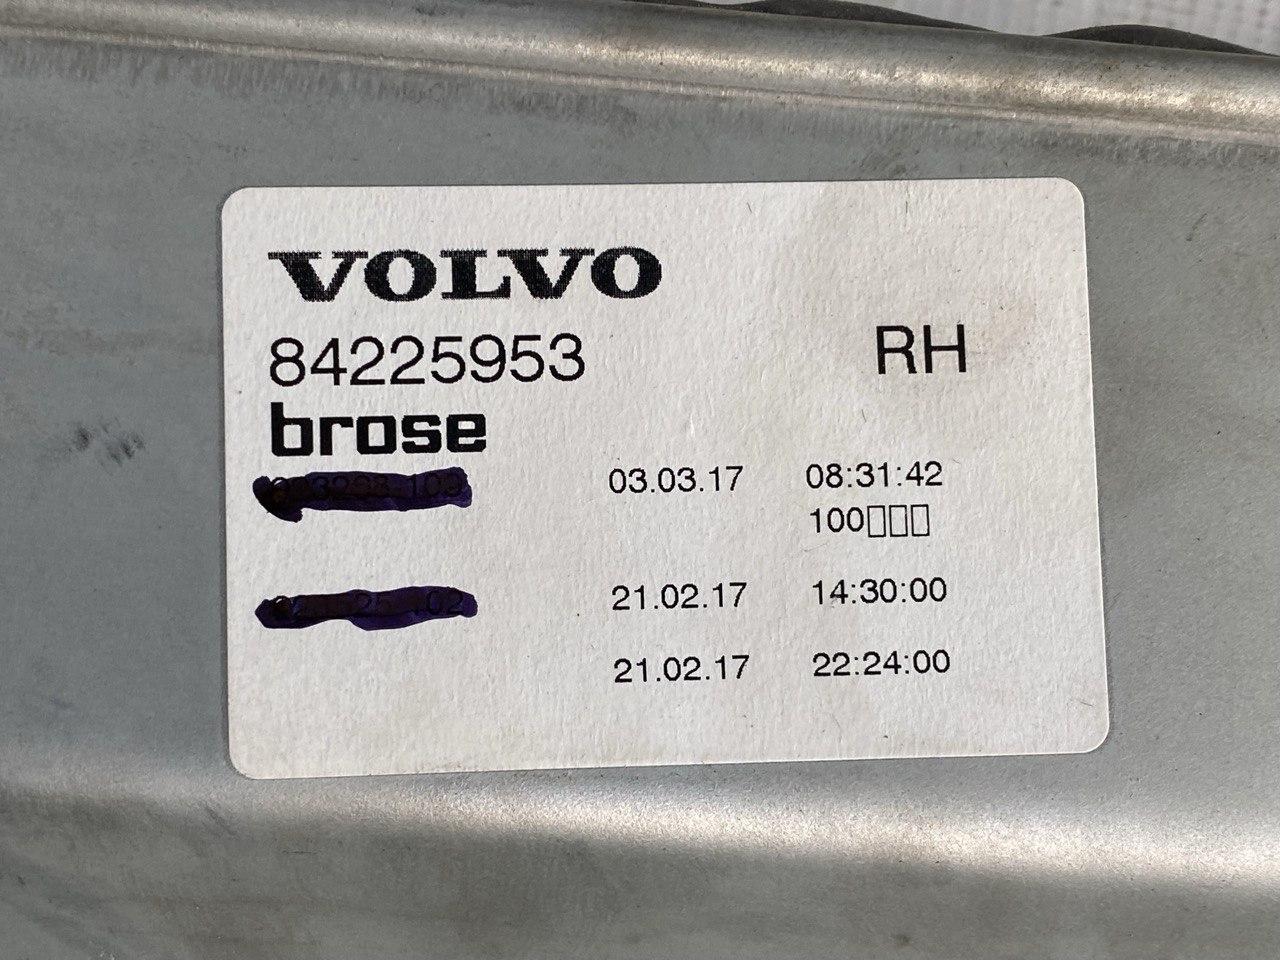 VOLVO
84225953 RH
brose
03.03.17 08:31:42
100□□□
21.02.17 14:30:00
21.02.17 22:24:00